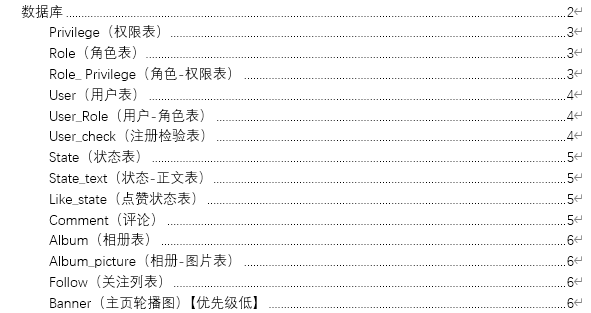 数据库 2
Privilege（权限表） 3
Role（角色表） 3
Role_ Privilege（角色-权限表） 3
User（用户表） 4
User_Role（用户-角色表） 4
User_check（注册检验表） 4
State（状态表） 5
State_text（状态-正文表） 5
Like_state（点赞状态表） 5
Comment（评论） 5
Album（相册表） 6
Album_picture（相册-图片表） 6
Follow（关注列表） 6
Banner（主页轮播图）【优先级低】 6